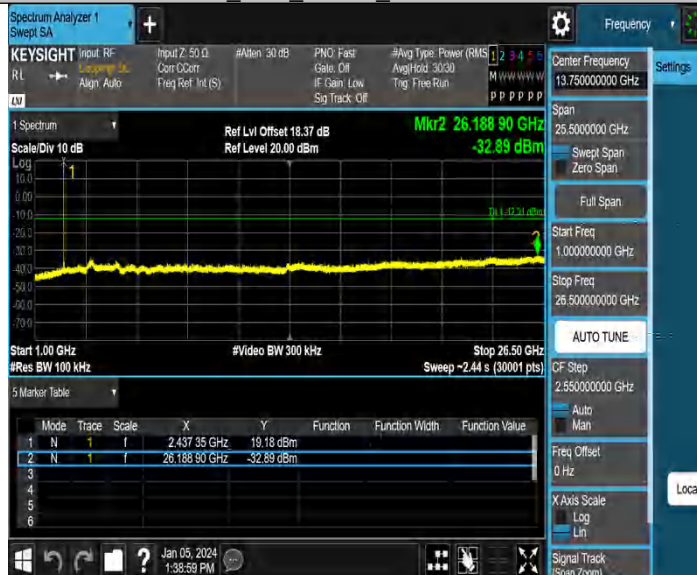 Spectrum Analyzer 1
Swept SA
+
Frequency
KEYSIGHT Input: RF
RL
Align: Auto
Input Z: 50 Ω
Corr CCorr
Freq Ref: Int (S)
#Atten: 30 dB
PNO: Fast
Gate: Off
IF Gain: Low
Sig Track: Off
#Avg Type: Power (RMS
Avg|Hold: 30/30
Trig: Free Run
1 2 3 4 5 6
M W W W W W
P P P P P P
LXI
1 Spectrum
Scale/Div 10 dB
Ref Lvl Offset 18.37 dB
Ref Level 20.00 dBm
Mkr2 26.188 90 GHz
-32.89 dBm
Log
1
10.0
0.00
-10.0
-20.0
-30.0
-40.0
-50.0
-60.0
-70.0
2
Start 1.00 GHz
#Res BW 100 kHz
#Video BW 300 kHz
Stop 26.50 GHz
Sweep ~2.44 s (30001 pts)
5 Marker Table
Mode Trace Scale X Y Function Function Width Function Value
1 N 1 f 2.437 35 GHz 19.18 dBm
2 N 1 f 26.188 90 GHz -32.89 dBm
3
4
5
6
Jan 05, 2024
1:38:59 PM
?
Center Frequency
13.750000000 GHz
Settings
Span
25.5000000 GHz
Swept Span
Zero Span
Full Span
Start Freq
1.000000000 GHz
Stop Freq
26.500000000 GHz
AUTO TUNE
CF Step
2.550000000 GHz
Auto
Man
Freq Offset
0 Hz
X Axis Scale
Log
Lin
Loca
Signal Track
(Span Zoom)